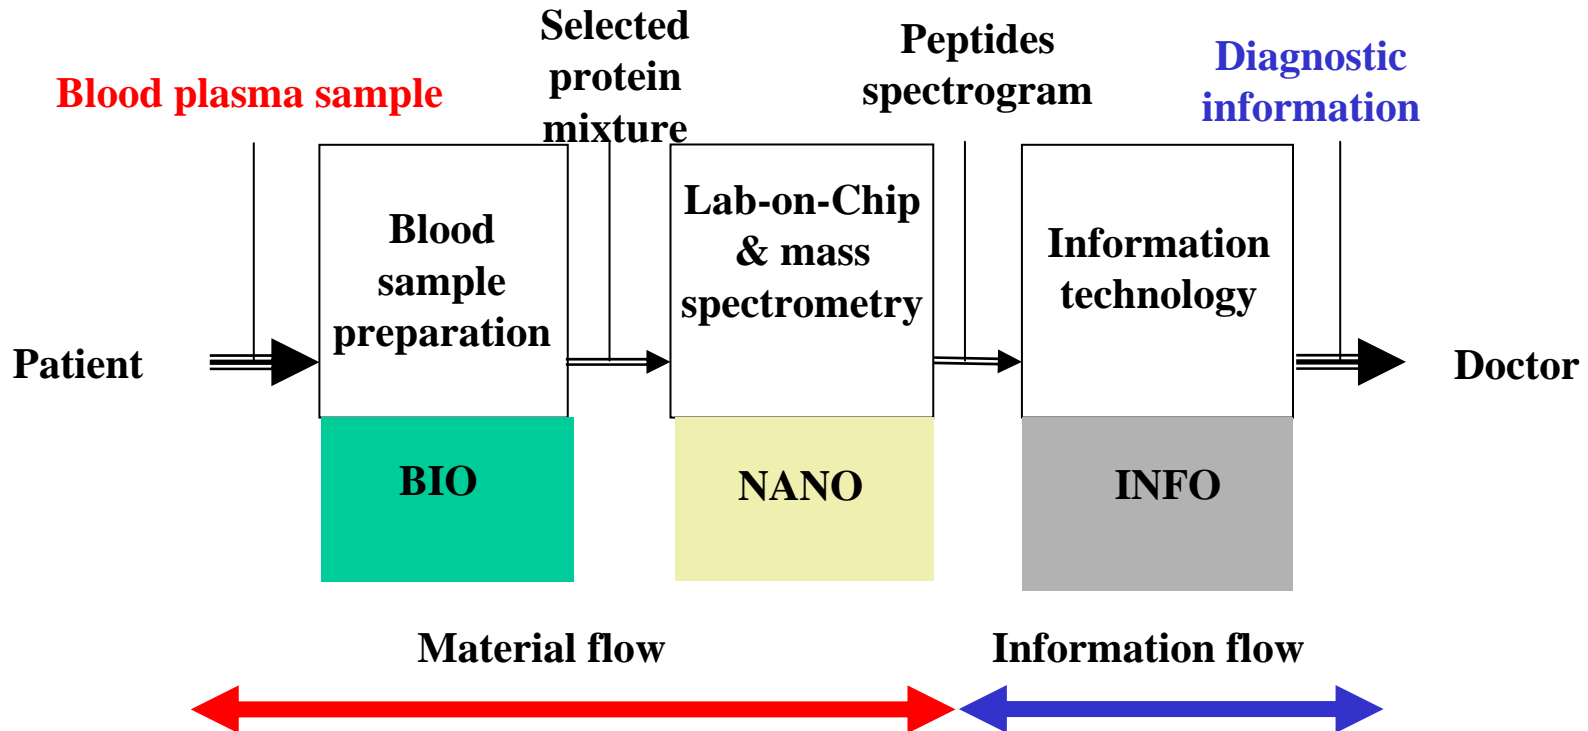 Blood plasma sample
Selected
protein
mixture
Peptides
spectrogram
Diagnostic
information
Patient
Blood
sample
preparation
Lab-on-Chip
& mass
spectrometry
Information
technology
Doctor
BIO
NANO
INFO
Material flow
Information flow